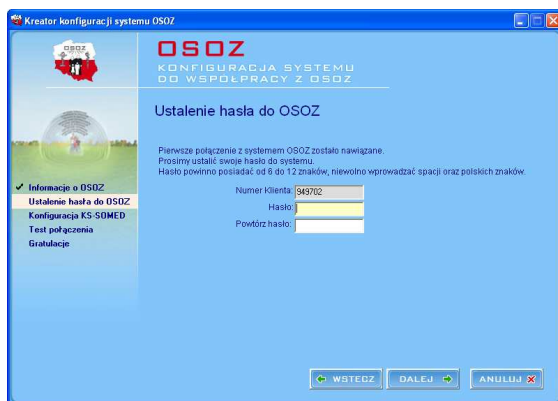 Kreator konfiguracji systemu OSOZ
OSOZ
OSOZ
KONFIGURACJA SYSTEMU
DO WSPÓŁPRACY Z OSOZ
Ustalenie hasła do OSOZ
Pierwsze połączenie z systemem OSOZ zostało nawiązane.
Prosimy ustalić swoje hasło do systemu.
Hasło powinno posiadać od 6 do 12 znaków, niewolno wprowadzać spacji oraz polskich znaków.
Informacje o OSOZ
Ustalenie hasła do OSOZ
Konfiguracja KS-SOMED
Test połączenia
Gratulacje
Numer Klienta: 949702
Hasło:
Powtórz hasło:
WSTECZ DALEJ ANULUJ